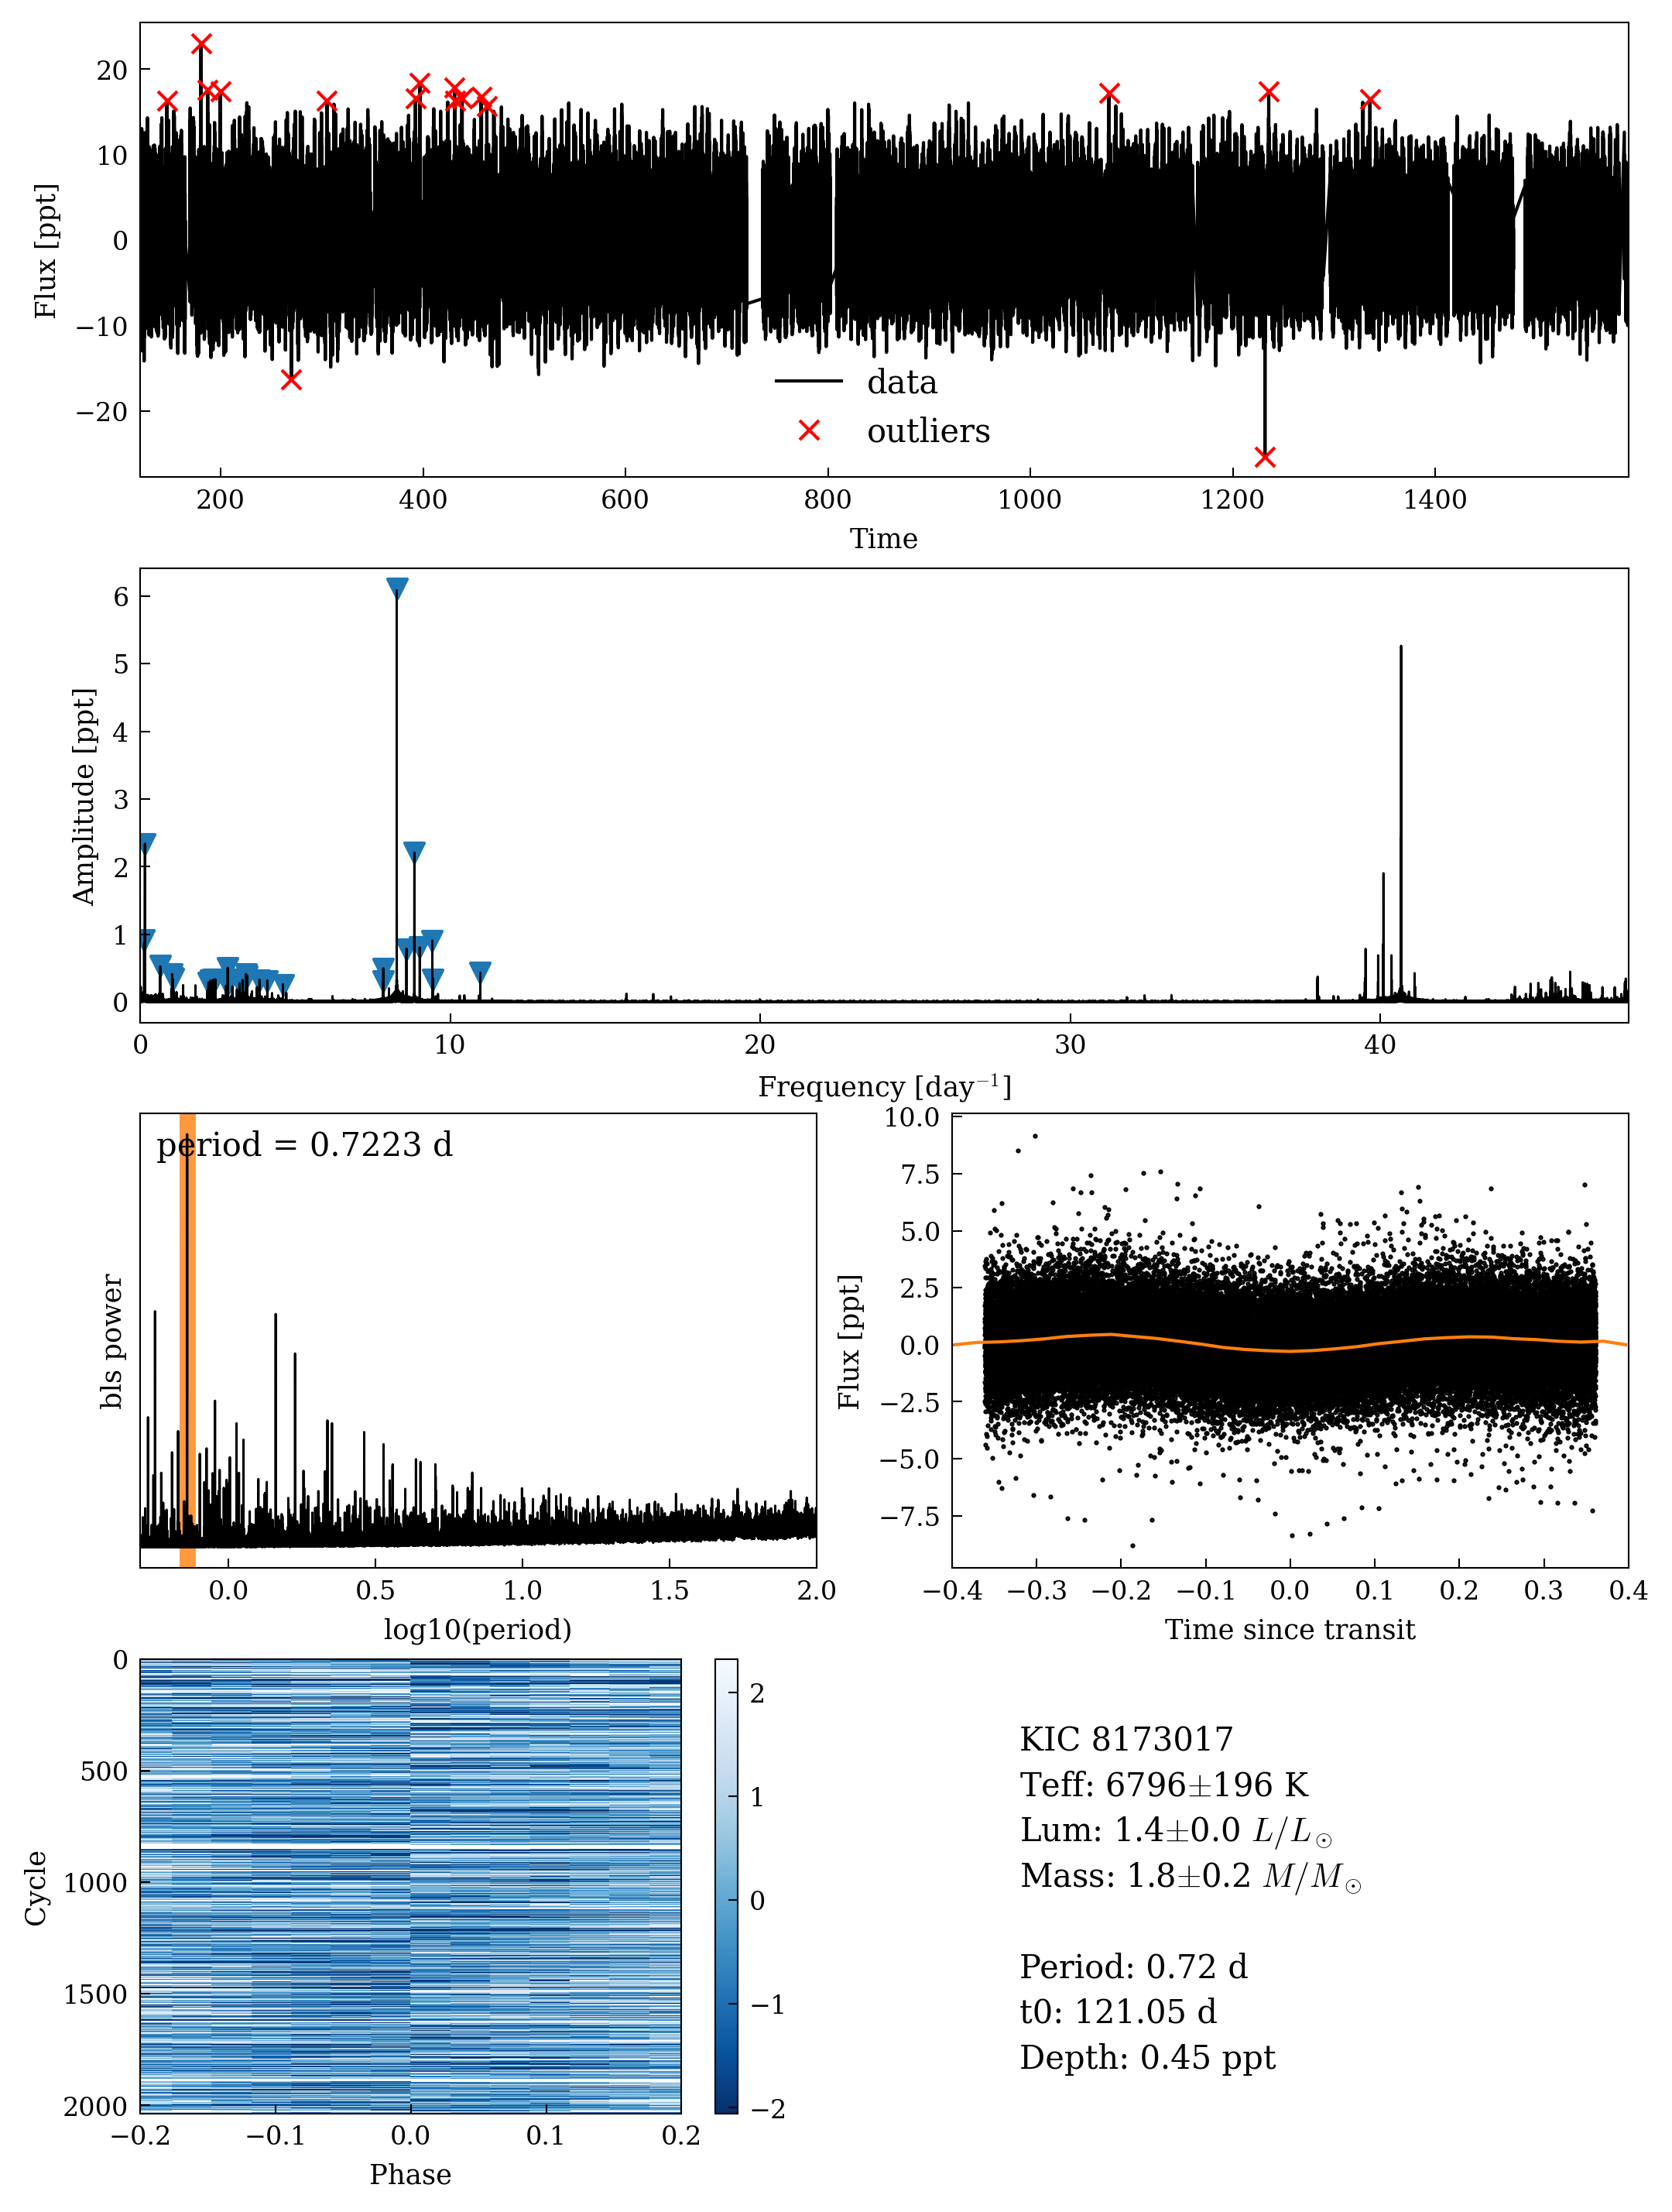 20
10
0
−10
−20
Flux [ppt]
data
outliers
200 400 600 800 1000 1200 1400
Time
6
5
4
3
2
1
0
Amplitude [ppt]
0 10 20 30 40
Frequency [day⁻¹]
period = 0.7223 d
bls power
0.0 0.5 1.0 1.5 2.0
log10(period)
10.0
7.5
5.0
2.5
0.0
−2.5
−5.0
−7.5
Flux [ppt]
−0.4 −0.3 −0.2 −0.1 0.0 0.1 0.2 0.3 0.4
Time since transit
0
500
1000
1500
2000
Cycle
−0.2 −0.1 0.0 0.1 0.2
Phase
2
1
0
−1
−2
KIC 8173017
Teff: 6796±196 K
Lum: 1.4±0.0 L/L⊙
Mass: 1.8±0.2 M/M⊙
Period: 0.72 d
t0: 121.05 d
Depth: 0.45 ppt